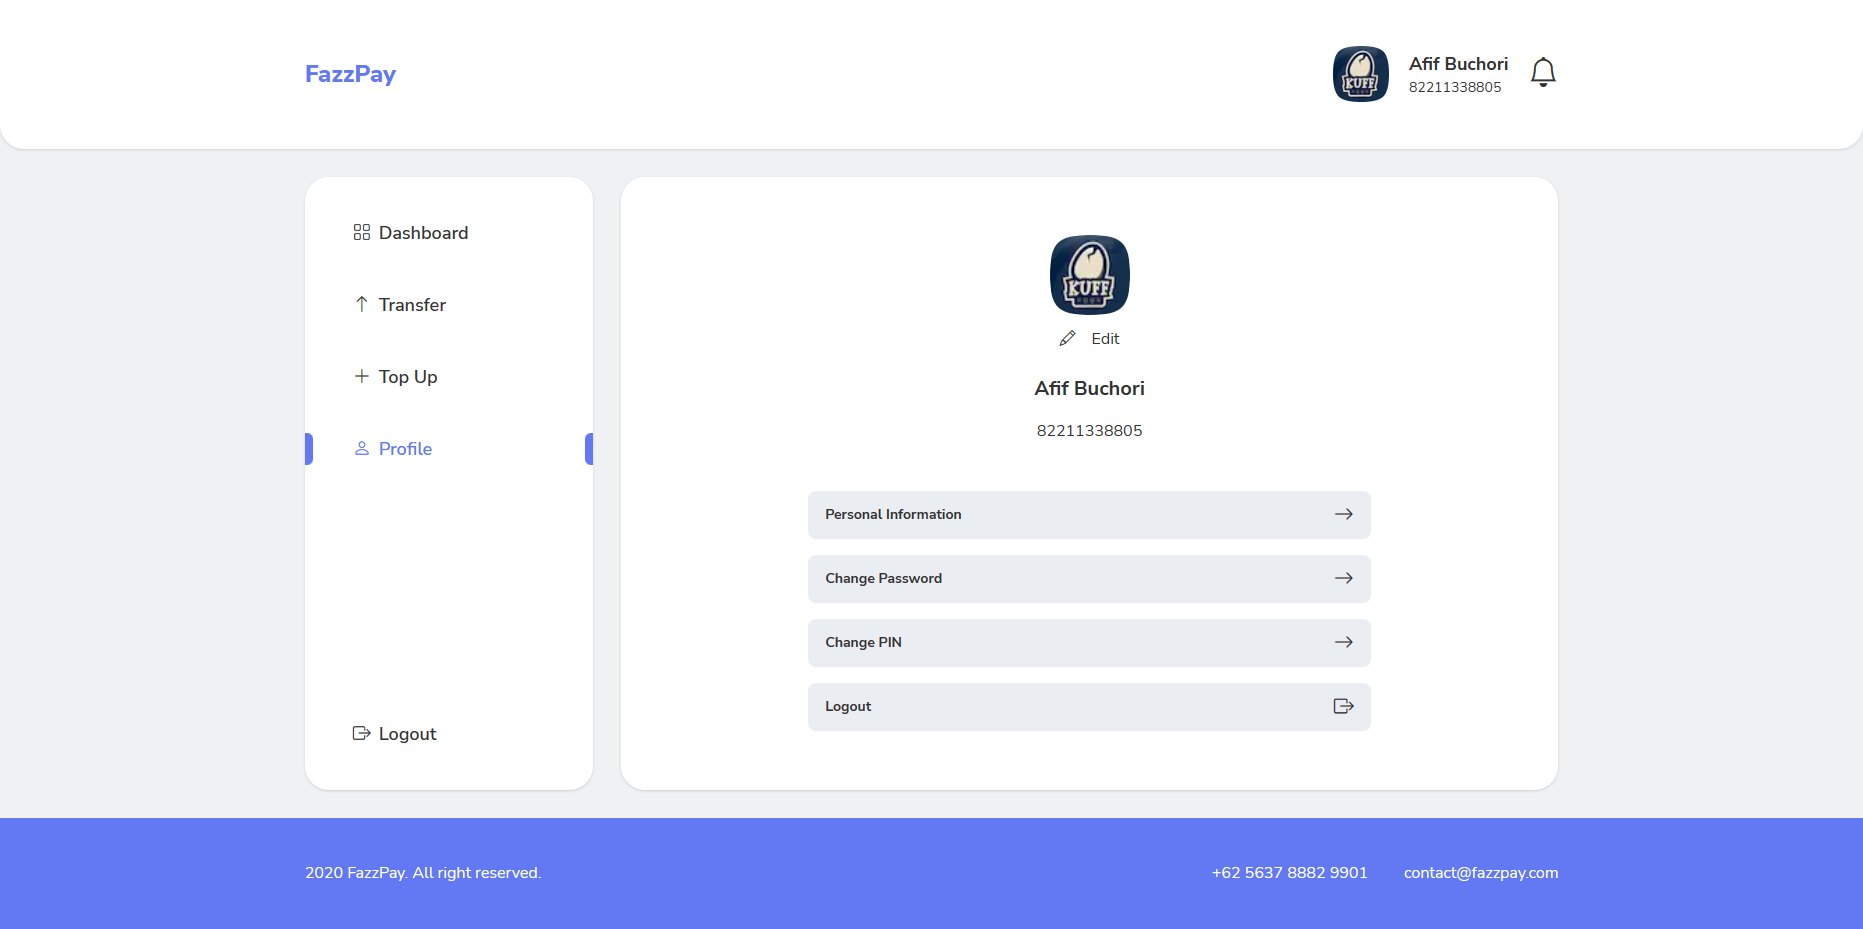 FazzPay
KUFF
Afif Buchori
82211338805
Dashboard
Transfer
Top Up
Profile
Logout
KUFF
Edit
Afif Buchori
82211338805
Personal Information
Change Password
Change PIN
Logout
2020 FazzPay. All right reserved.
+62 5637 8882 9901
contact@fazzpay.com